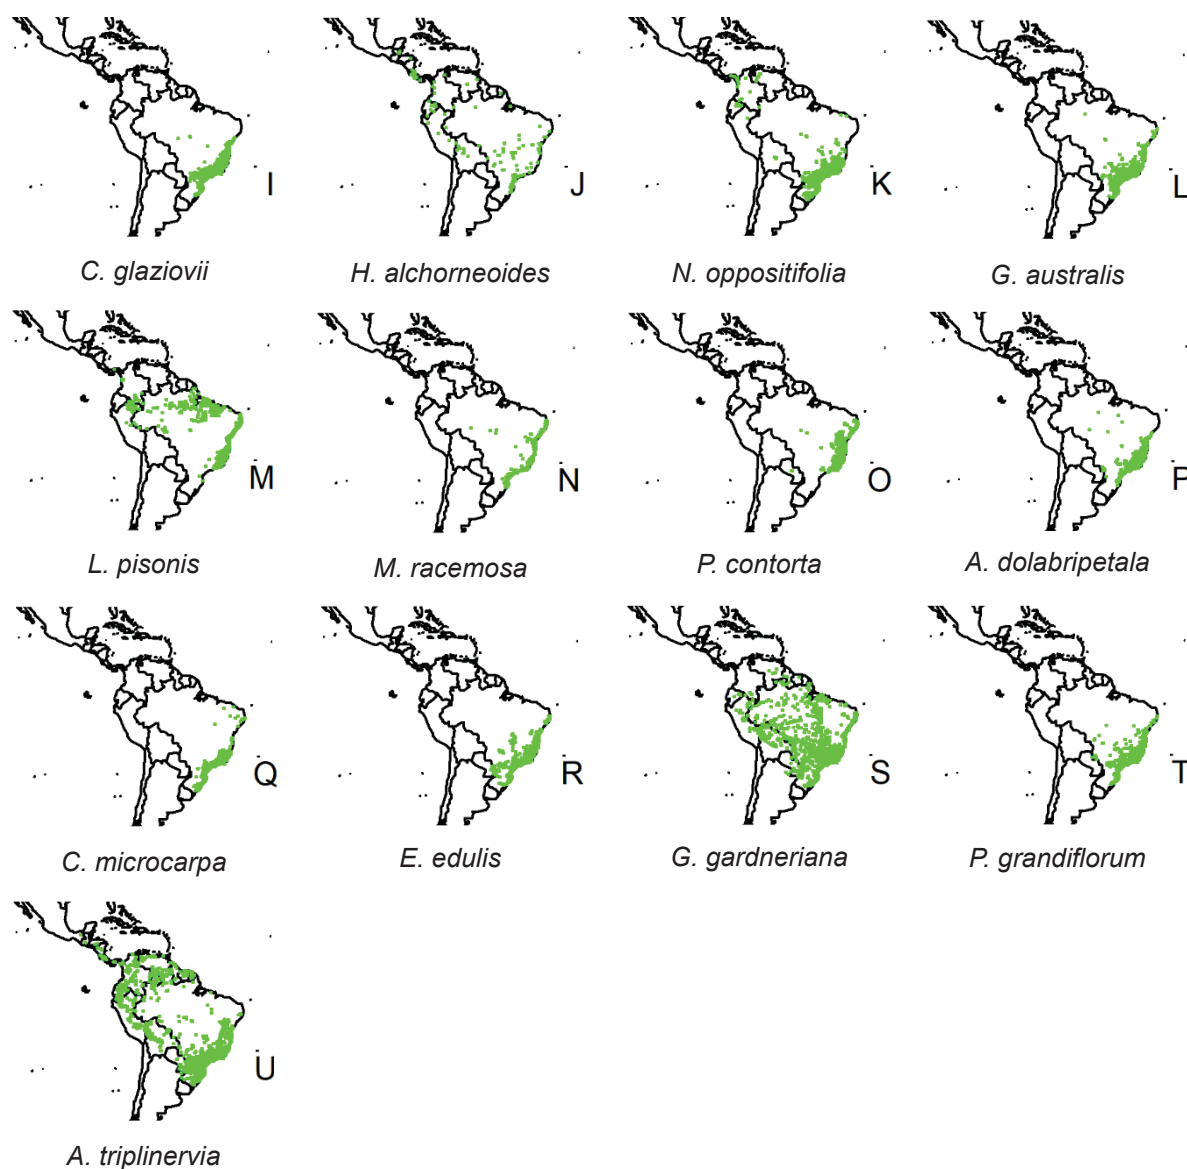 I J K L
C. glaziovii H. alchorneoides N. oppositifolia G. australis
M N O P
L. pisonis M. racemosa P. contorta A. dolabripetala
Q R S T
C. microcarpa E. edulis G. gardneriana P. grandiflorum
U
A. triplinervia